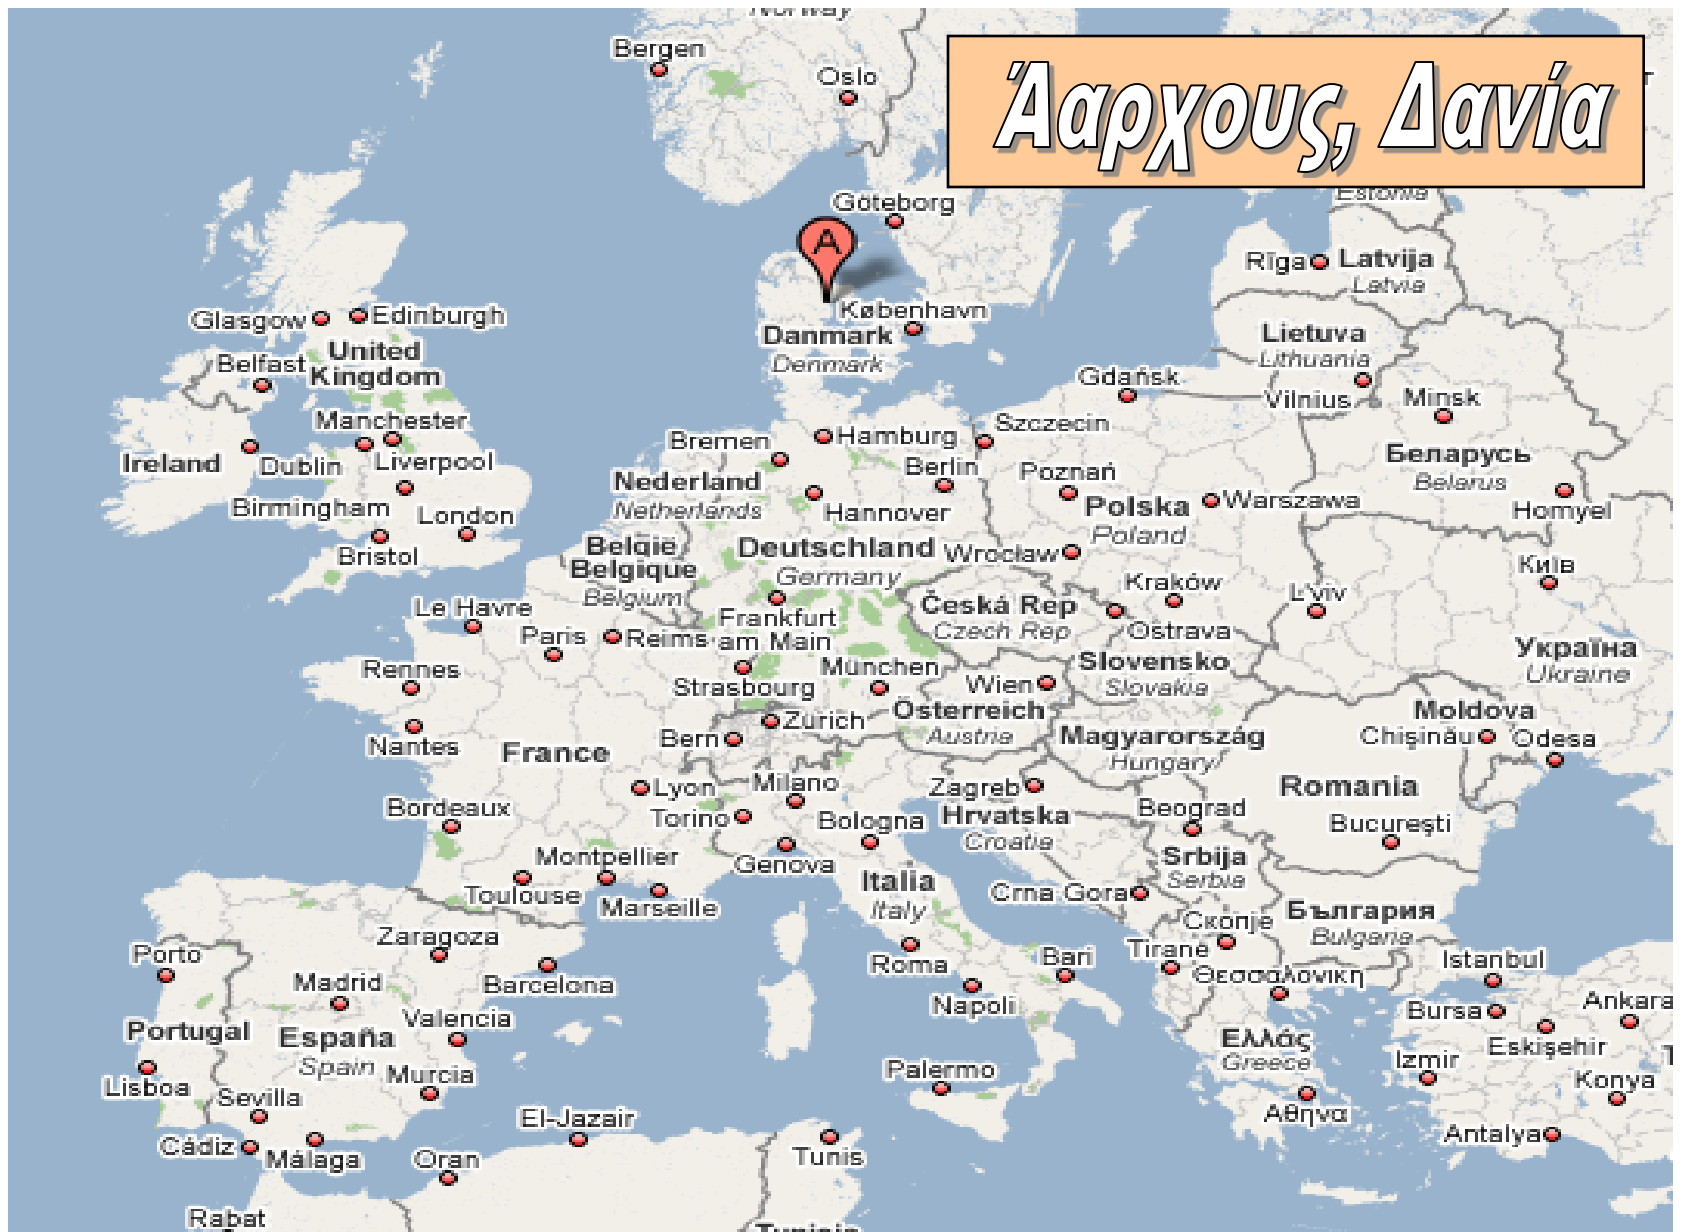 Norway
Bergen
Oslo
Άαρχους, Δανία
Estonia
Göteborg
A
Rīga
Latvija
Latvia
København
Danmark
Denmark
Glasgow
Edinburgh
Lietuva
Lithuania
United
Kingdom
Belfast
Gdańsk
Vilnius
Minsk
Manchester
Szczecin
Bremen
Hamburg
Ireland
Dublin
Liverpool
Беларусь
Belarus
Berlin
Poznań
Nederland
Netherlands
Polska
Poland
Warszawa
Birmingham
London
Hannover
Homyel
Bristol
België
Belgique
Belgium
Deutschland
Germany
Wrocław
Київ
Kraków
L'viv
Le Havre
Frankfurt
am Main
Česká Rep
Czech Rep
Ostrava
Paris
Reims
Україна
Ukraine
Rennes
München
Slovensko
Slovakia
Strasbourg
Wien
Zürich
Österreich
Austria
Moldova
Nantes
Bern
France
Magyarország
Hungary
Chişinău
Odesa
Lyon
Milano
Zagreb
Romania
Bordeaux
Torino
Bologna
Hrvatska
Croatia
Beograd
Bucureşti
Montpellier
Genova
Srbija
Serbia
Toulouse
Marseille
Italia
Italy
Crna Gora
Скопје
България
Bulgaria
Zaragoza
Porto
Tiranë
Roma
Bari
Istanbul
Θεσσαλονικη
Madrid
Barcelona
Napoli
Bursa
Ankara
Portugal
España
Spain
Valencia
Ελλάς
Greece
Eskişehir
Izmir
Lisboa
Murcia
Palermo
Konya
Sevilla
El-Jazair
Αθηνα
Cádiz
Málaga
Oran
Tunis
Antalya
Rabat
Tunisia